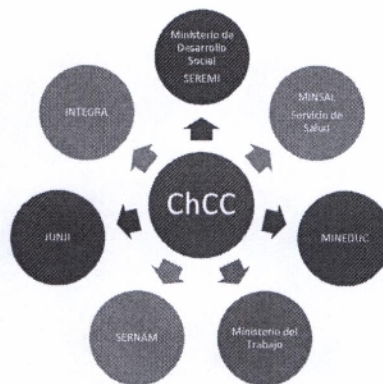 Ministerio de
Desarrollo
Social
SEREMI
INTEGRA
MINSAL
Servicio de
Salud
ChCC
JUNJI
MINEDUC
SERNAM
Ministerio del
Trabajo